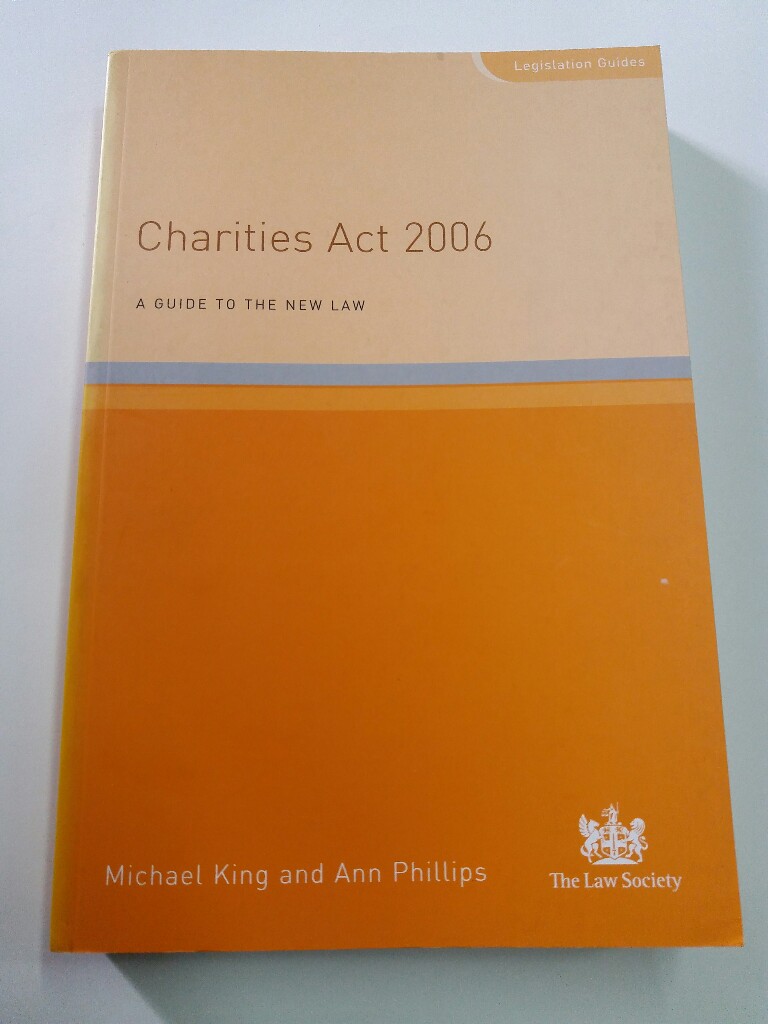 Legislation Guides
Charities Act 2006
A GUIDE TO THE NEW LAW
Michael King and Ann Phillips
The Law Society